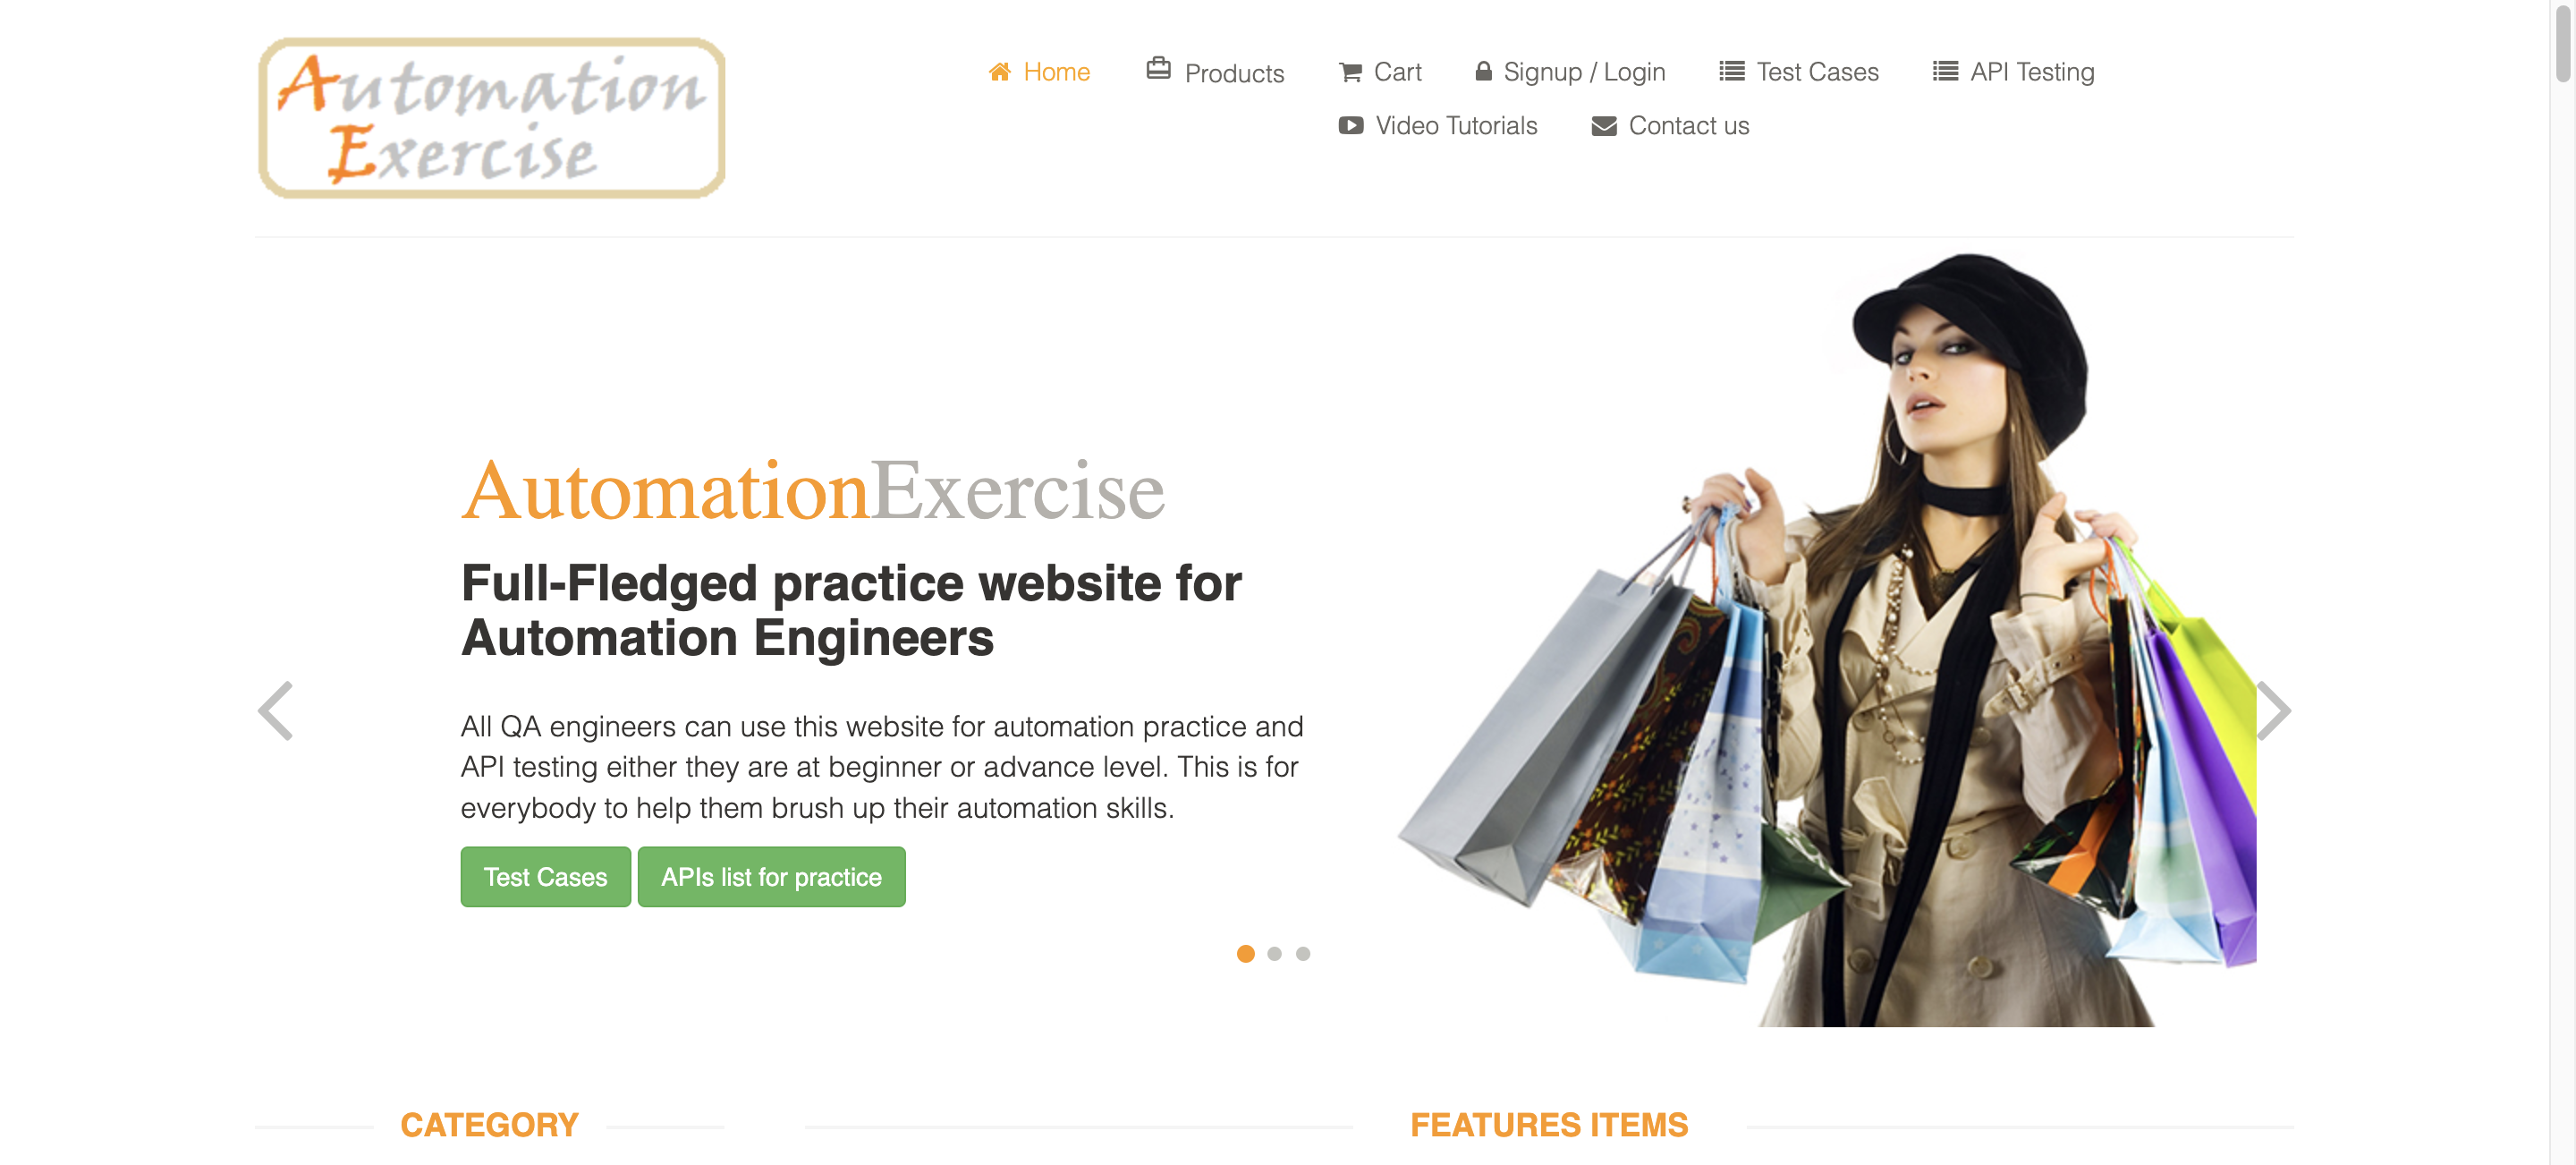 Automation
Exercise
Home Products Cart Signup / Login Test Cases API Testing
Video Tutorials Contact us
AutomationExercise
Full-Fledged practice website for
Automation Engineers
All QA engineers can use this website for automation practice and
API testing either they are at beginner or advance level. This is for
everybody to help them brush up their automation skills.
Test Cases APIs list for practice
CATEGORY FEATURES ITEMS